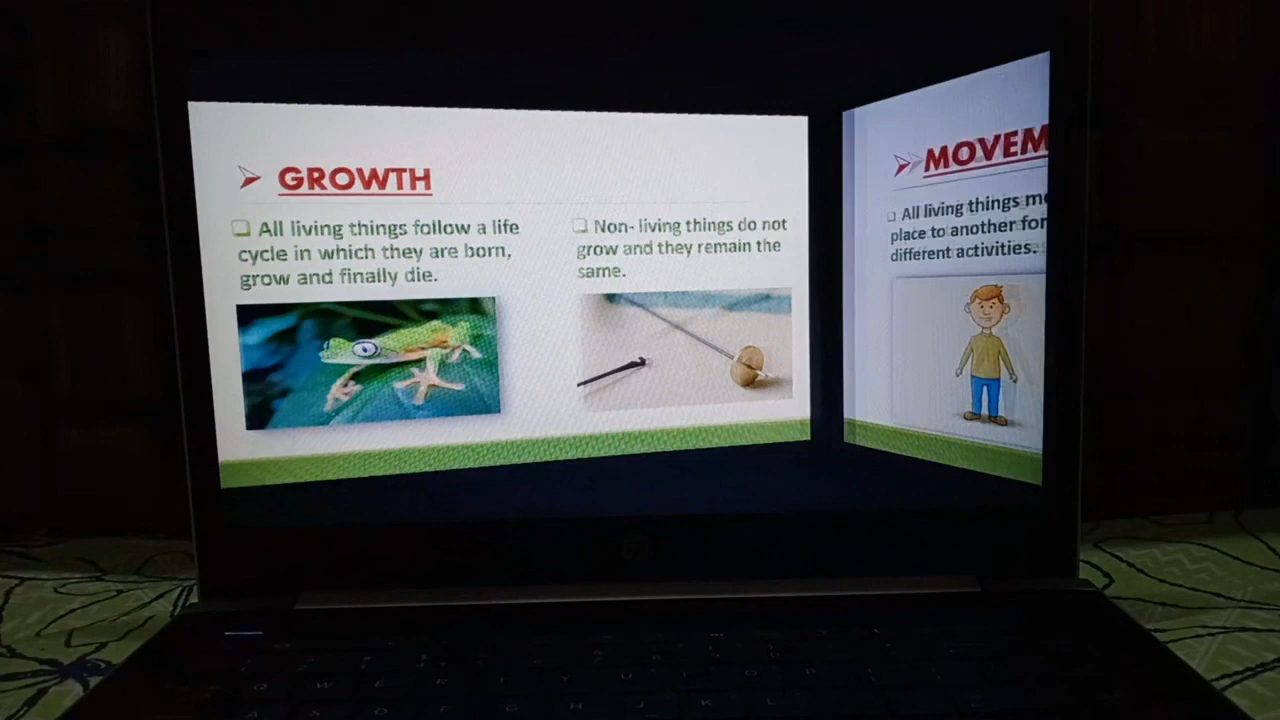 GROWTH
All living things follow a life
cycle in which they are born,
grow and finally die.
Non- living things do not
grow and they remain the
same.
MOVEM
All living things m
place to another for
different activities.
hp
Q W E R T Y U I O P
A S D F G H J K L